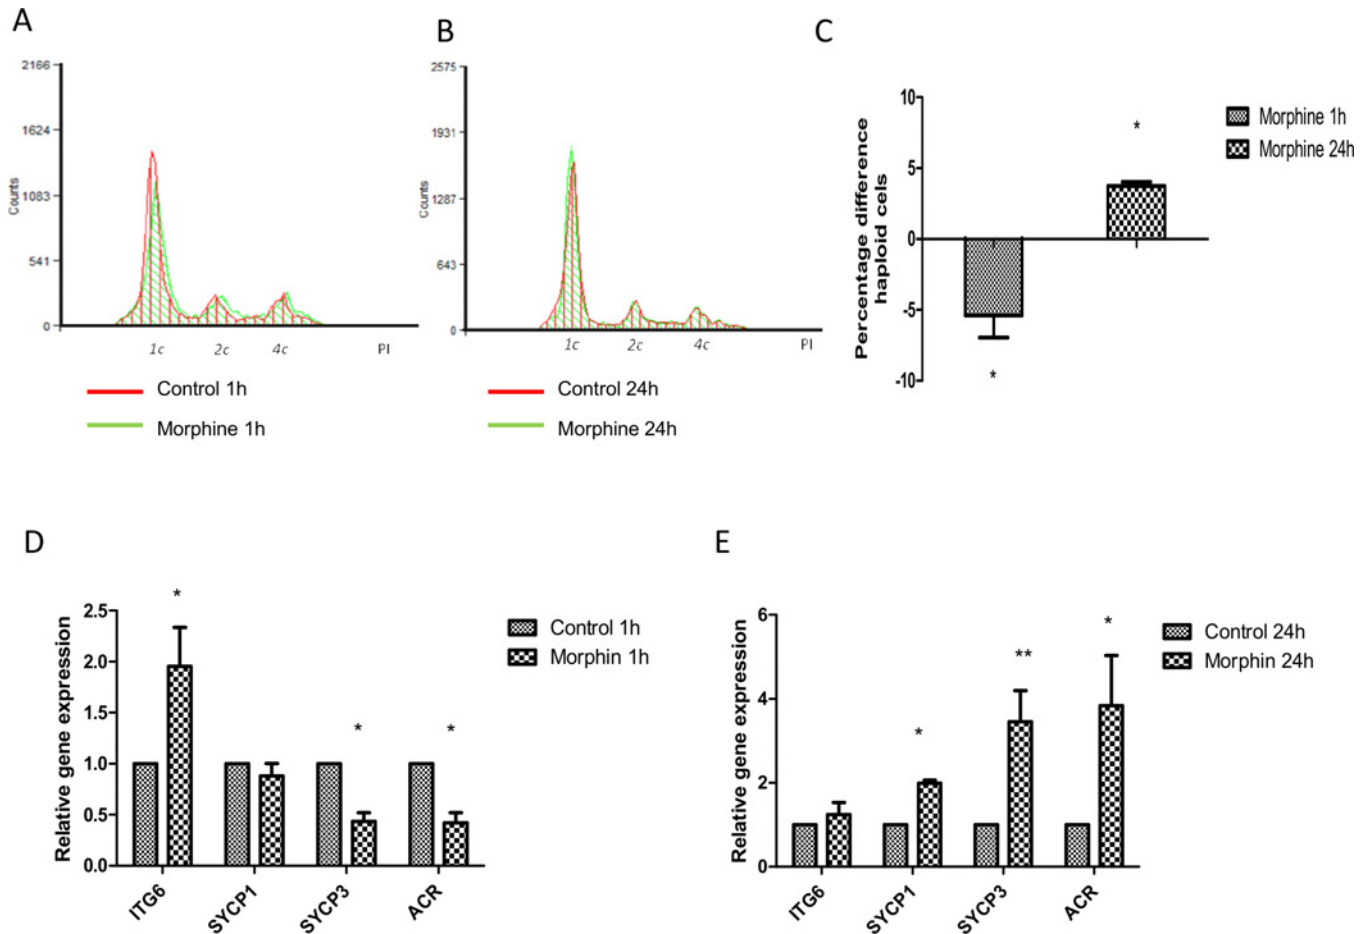 A
2166
1624
1083
541
0
Counts
1c 2c 4c PI
Control 1h
Morphine 1h
B
2575
1931
1287
643
0
Counts
1c 2c 4c PI
Control 24h
Morphine 24h
C
10
5
0
-5
-10
Percentage difference
haploid cels
*
*
Morphine 1h
Morphine 24h
D
2.5
2.0
1.5
1.0
0.5
0.0
Relative gene expression
*
*
*
ITG6
SYCP1
SYCP3
ACR
Control 1h
Morphin 1h
E
6
4
2
0
Relative gene expression
*
**
*
ITG6
SYCP1
SYCP3
ACR
Control 24h
Morphin 24h